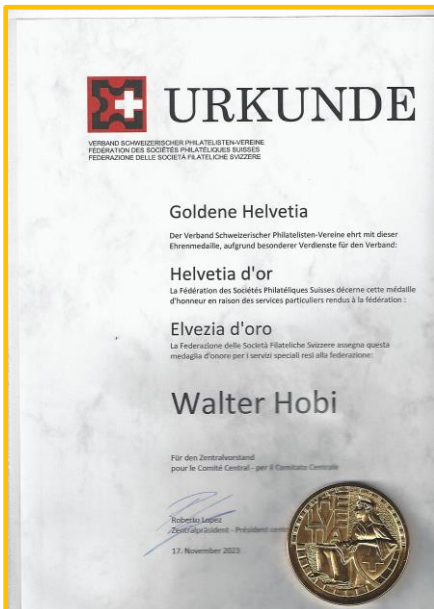 URKUNDE
VERBAND SCHWEIZERISCHER PHILATELISTEN-VEREINE
FÉDÉRATION DES SOCIÉTÉS PHILATÉLIQUES SUISSES
FEDERAZIONE DELLE SOCIETÀ FILATELICHE SVIZZERE
Goldene Helvetia
Der Verband Schweizerischer Philatelisten-Vereine ehrt mit dieser
Ehrenmedaille, aufgrund besonderer Verdienste für den Verband:
Helvetia d'or
La Fédération des Sociétés Philatéliques Suisses décerne cette médaille
d'honneur en raison des services particuliers rendus à la fédération :
Elvezia d'oro
La Federazione delle Società Filateliche Svizzere assegna questa
medaglia d'onore per i servizi speciali resi alla federazione:
Walter Hobi
Für den Zentralvorstand
pour le Comité Central - per il Comitato Centrale
Roberto Lopez
Zentralpräsident - Président
17. November 2023
HELVETIA